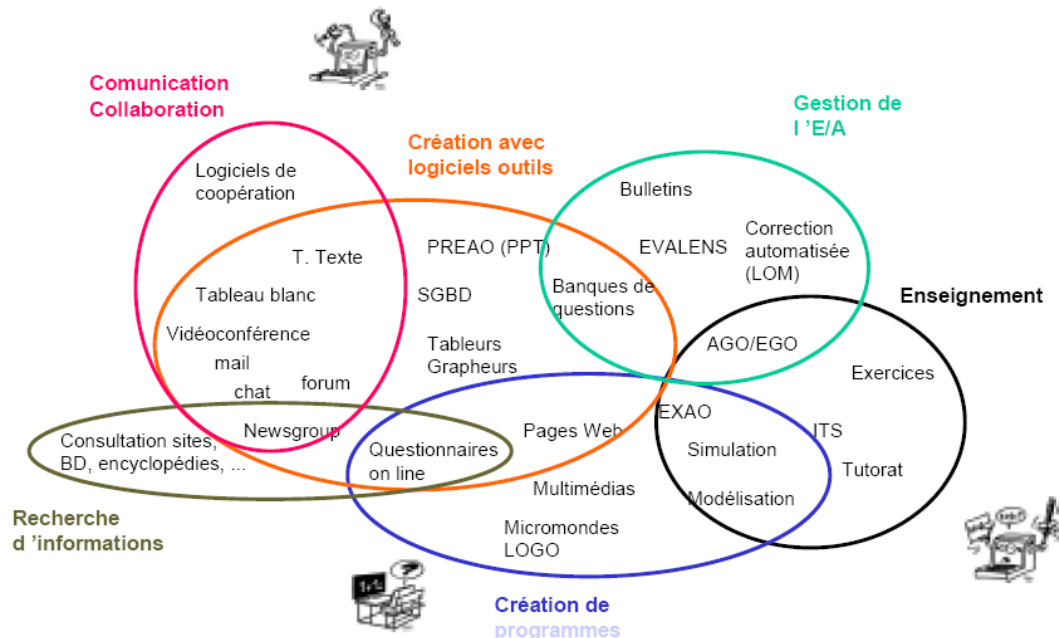 Comunication
Collaboration
Gestion de
l 'E/A
Création avec
logiciels outils
Logiciels de
coopération
Bulletins
Correction
automatisée
(LOM)
PREAO (PPT)
EVALENS
T. Texte
Tableau blanc
SGBD
Banques de
questions
Enseignement
Vidéoconférence
mail
chat
forum
Tableurs
Grapheurs
AGO/EGO
Exercices
EXAO
Newsgroup
Consultation sites,
BD, encyclopédies, ...
Questionnaires
on line
Pages Web
Simulation
ITS
Tutorat
Multimédias
Modélisation
Micromondes
LOGO
Recherche
d 'informations
Création de
programmes